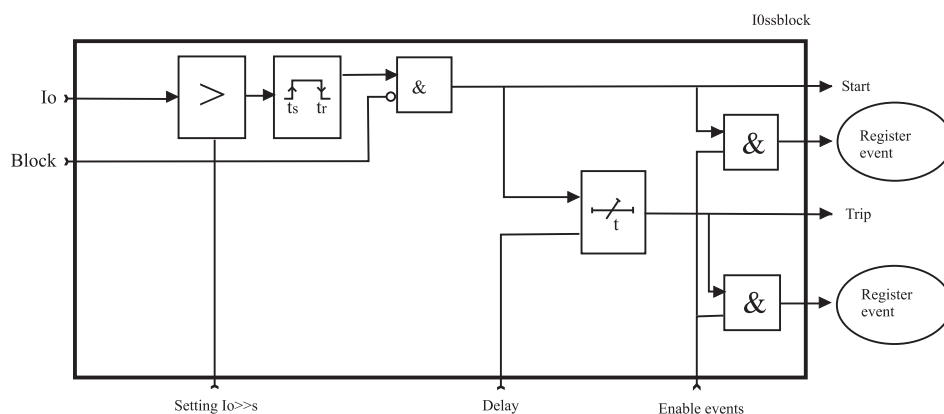 I0ssblock
Io
>
ts tr
&
Start
Block
&
Register
event
t
Trip
&
Register
event
Setting Io>>s
Delay
Enable events